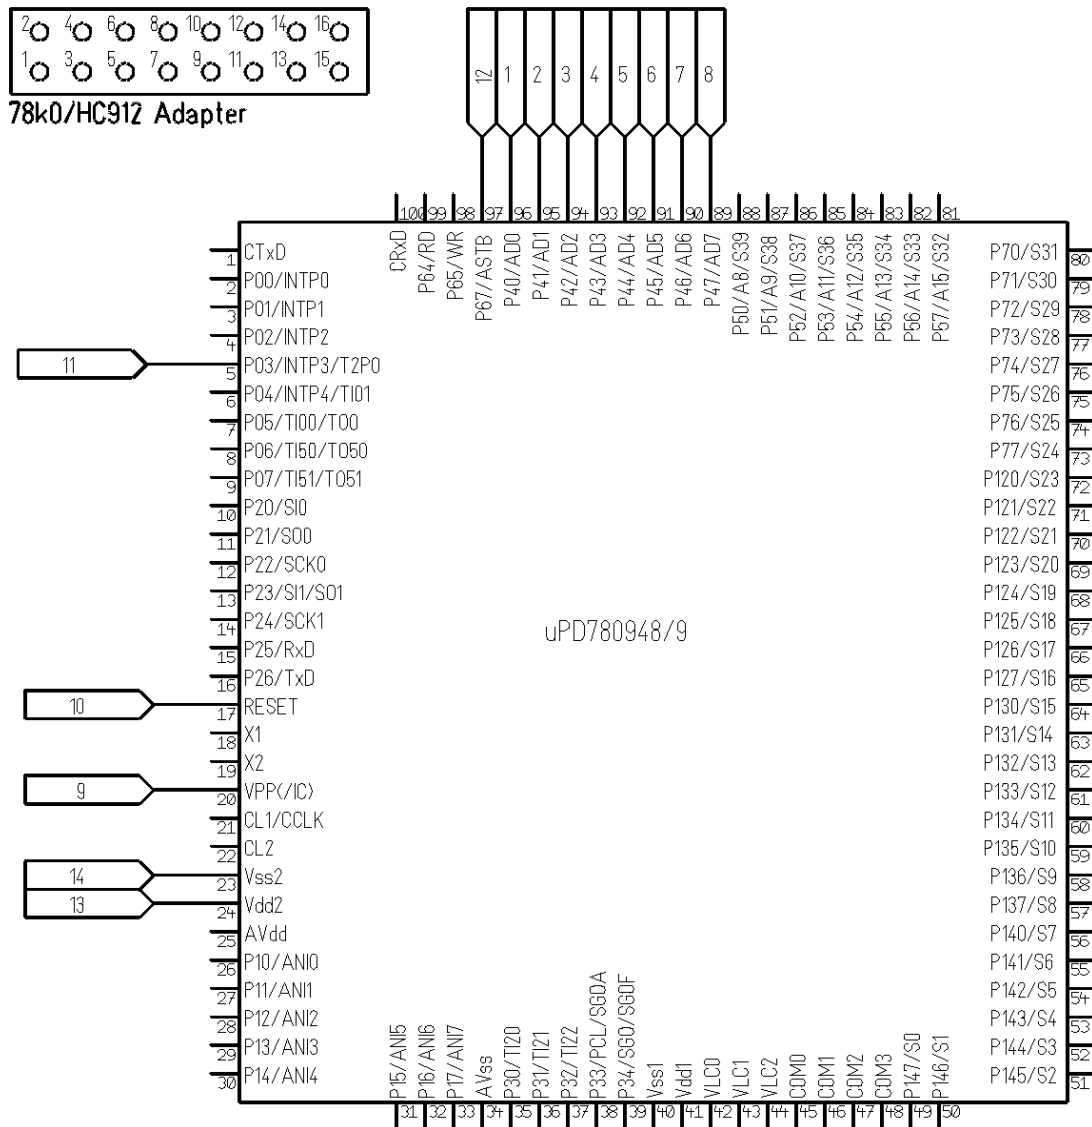 2 4 6 8 10 12 14 16
1 3 5 7 9 11 13 15
78k0/HC912 Adapter
12 1 2 3 4 5 6 7 8
100 99 98 97 96 95 94 93 92 91 90 89 88 87 86 85 84 83 82 81
CRxD
P64/RD
P65/WR
P67/ASTB
P40/AD0
P41/AD1
P42/AD2
P43/AD3
P44/AD4
P45/AD5
P46/AD6
P47/AD7
P50/A8/S39
P51/A9/S38
P52/A10/S37
P53/A11/S36
P54/A12/S35
P55/A13/S34
P56/A14/S33
P57/A15/S32
1 CTxD
2 P00/INTP0
3 P01/INTP1
4 P02/INTP2
11 5 P03/INTP3/T2P0
6 P04/INTP4/TI01
7 P05/TI00/TO0
8 P06/TI50/TO50
9 P07/TI51/TO51
10 P20/SI0
11 P21/SO0
12 P22/SCK0
13 P23/SI1/SO1
14 P24/SCK1
15 P25/RxD
16 P26/TxD
10 17 RESET
18 X1
19 X2
9 20 VPP(/IC)
21 CL1/CCLK
22 CL2
14 23 Vss2
13 24 Vdd2
25 AVdd
26 P10/ANI0
27 P11/ANI1
28 P12/ANI2
29 P13/ANI3
30 P14/ANI4
uPD780948/9
P70/S31 80
P71/S30 79
P72/S29 78
P73/S28 77
P74/S27 76
P75/S26 75
P76/S25 74
P77/S24 73
P120/S23 72
P121/S22 71
P122/S21 70
P123/S20 69
P124/S19 68
P125/S18 67
P126/S17 66
P127/S16 65
P130/S15 64
P131/S14 63
P132/S13 62
P133/S12 61
P134/S11 60
P135/S10 59
P136/S9 58
P137/S8 57
P140/S7 56
P141/S6 55
P142/S5 54
P143/S4 53
P144/S3 52
P145/S2 51
P15/ANI5
P16/ANI6
P17/ANI7
AVss
P30/TI20
P31/TI21
P32/TI22
P33/PCL/SGOA
P34/SGO/SGOF
Vss1
Vdd1
VLC0
VLC1
VLC2
COM0
COM1
COM2
COM3
P147/S0
P146/S1
31 32 33 34 35 36 37 38 39 40 41 42 43 44 45 46 47 48 49 50